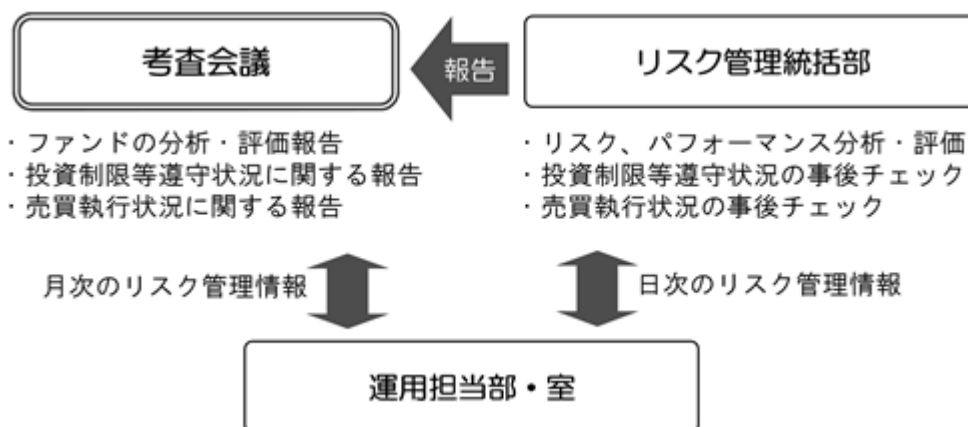 考査会議
報告
リスク管理統括部
・ファンドの分析・評価報告
・投資制限等遵守状況に関する報告
・売買執行状況に関する報告
・リスク、パフォーマンス分析・評価
・投資制限等遵守状況の事後チェック
・売買執行状況の事後チェック
月次のリスク管理情報
日次のリスク管理情報
運用担当部・室